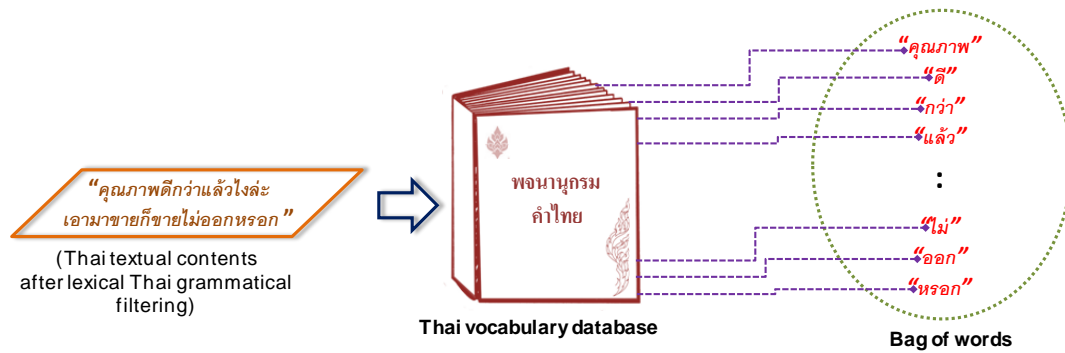 “คุณภาพดีกว่าแล้วไงล่ะ
เอามาขายก็ขายไม่ออกหรอก”
(Thai textual contents
after lexical Thai grammatical
filtering)
พจนานุกรม
คำไทย
Thai vocabulary database
“คุณภาพ”
“ดี”
“กว่า”
“แล้ว”
:
“ไม่”
“ออก”
“หรอก”
Bag of words